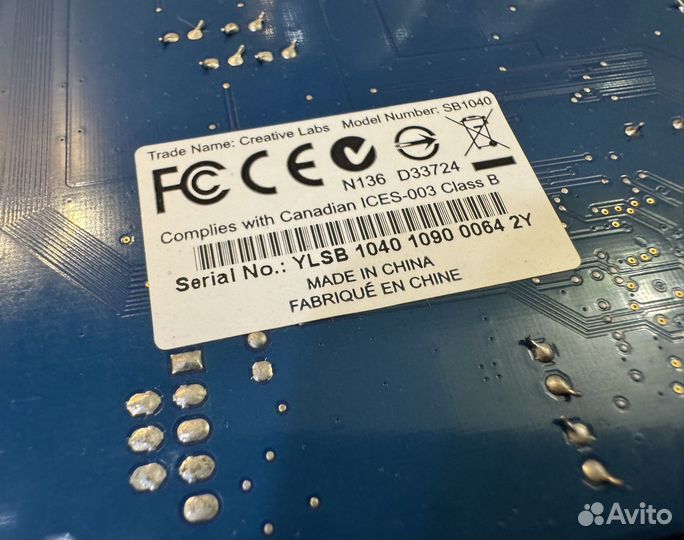 Trade Name: Creative Labs Model Number: SB1040
FC CE
N136 D33724
Complies with Canadian ICES-003 Class B
Serial No.: YLSB 1040 1090 0064 2Y
MADE IN CHINA
FABRIQUÉ EN CHINE
Avito